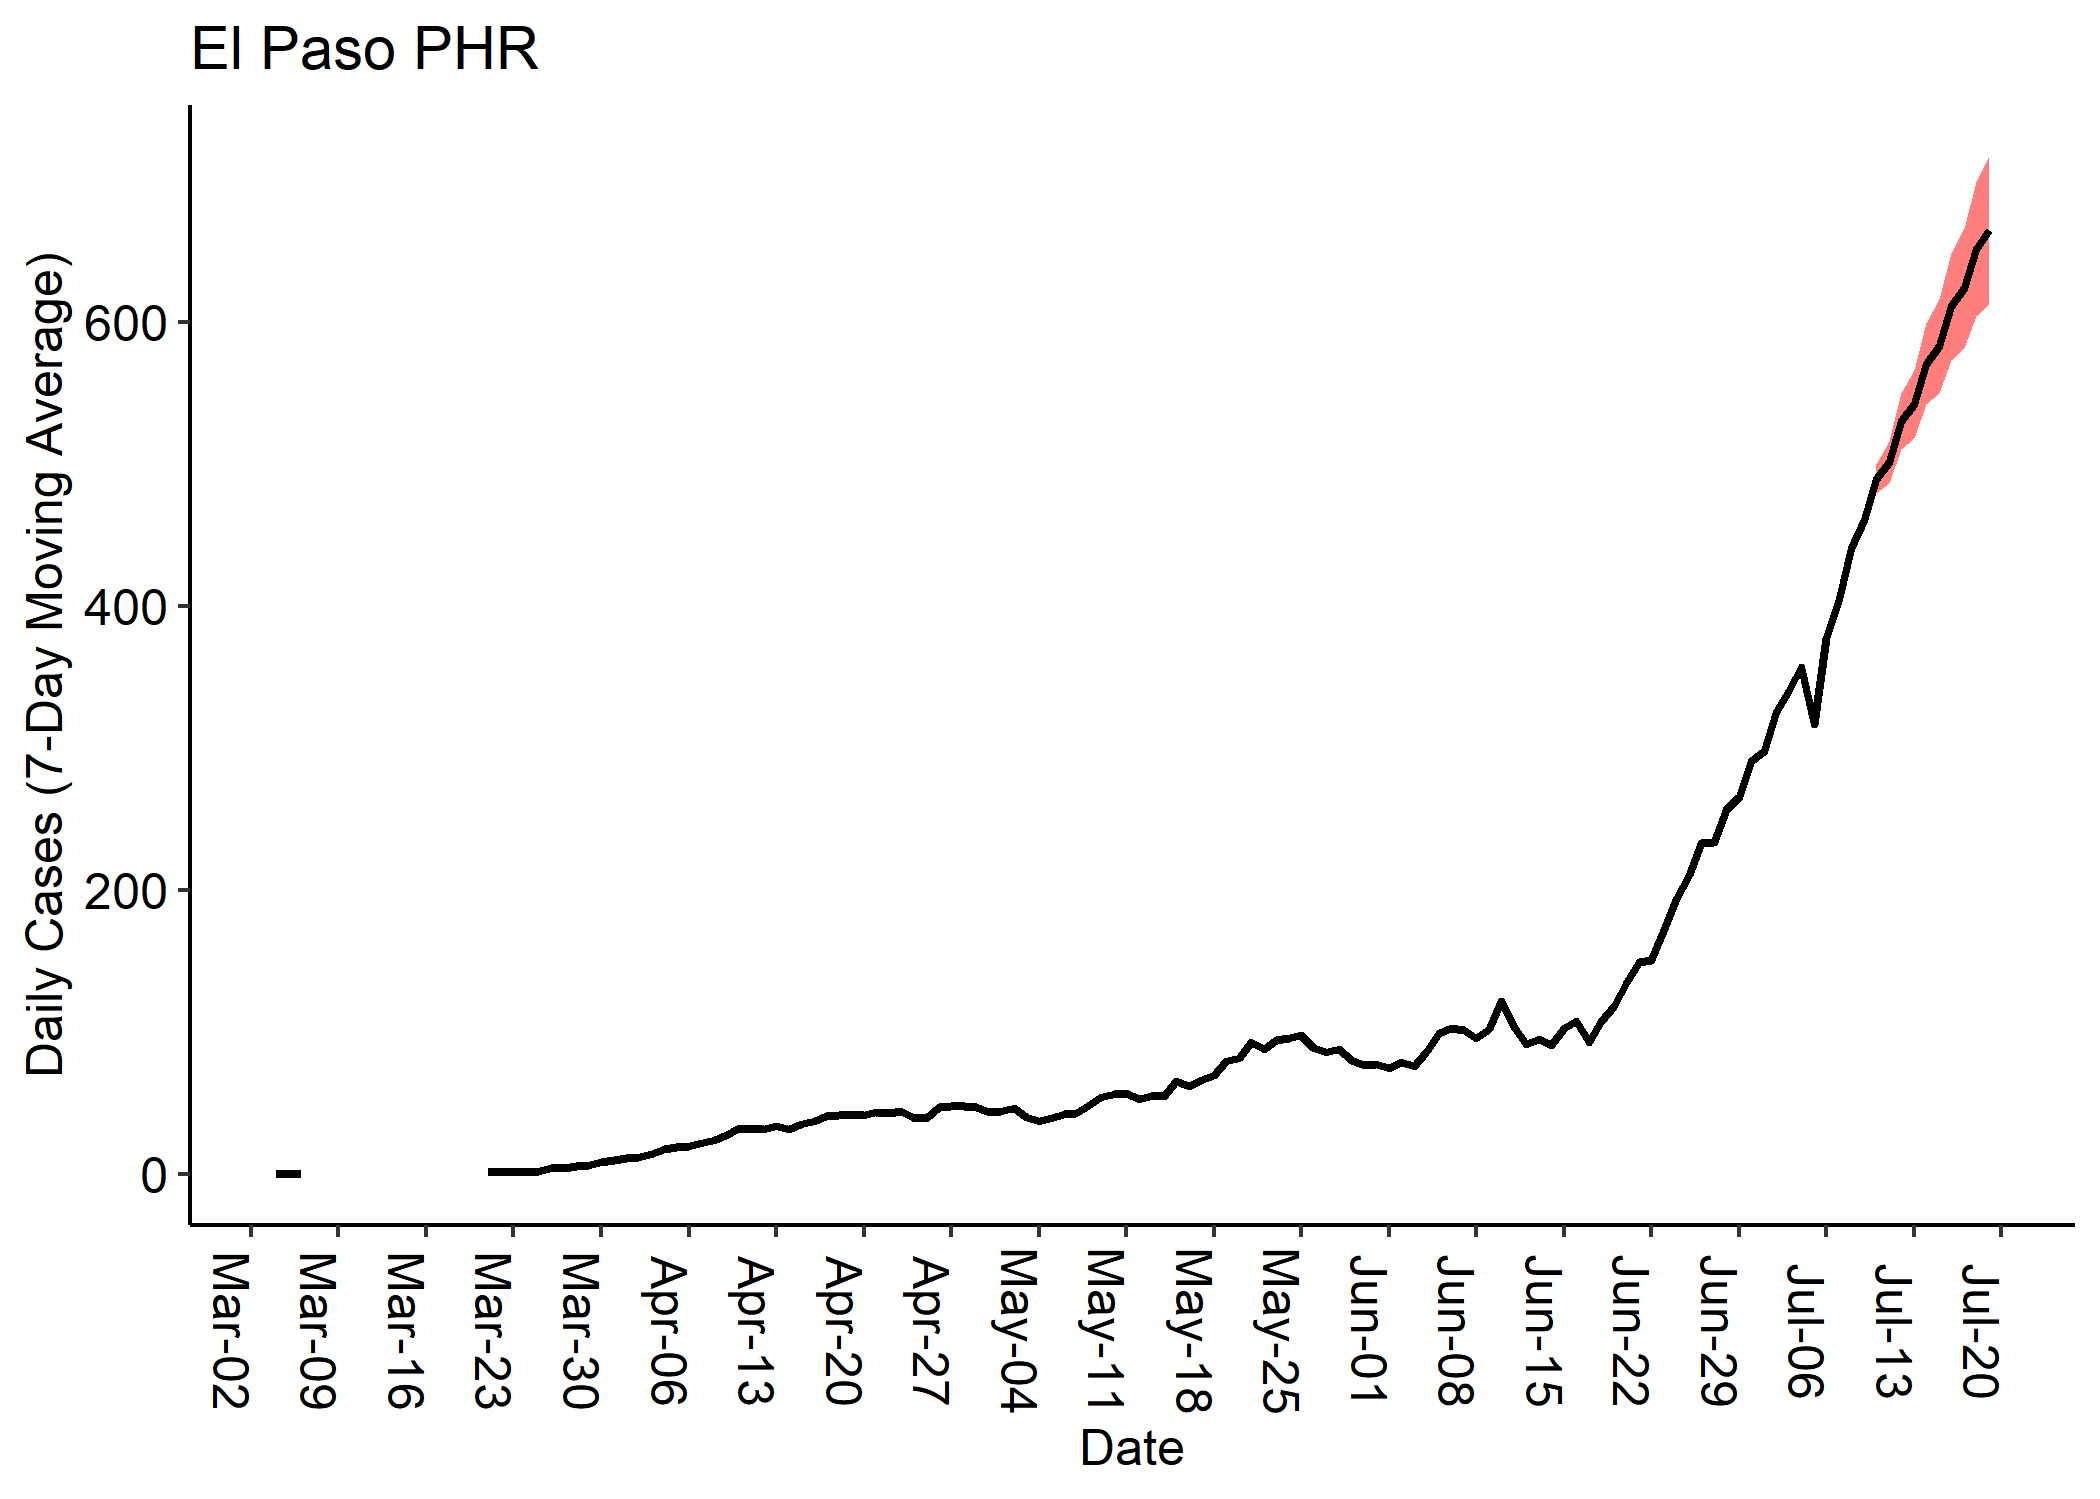 El Paso PHR
Daily Cases (7-Day Moving Average)
600
400
200
0
Mar-02
Mar-09
Mar-16
Mar-23
Mar-30
Apr-06
Apr-13
Apr-20
Apr-27
May-04
May-11
May-18
May-25
Jun-01
Jun-08
Jun-15
Jun-22
Jun-29
Jul-06
Jul-13
Jul-20
Date